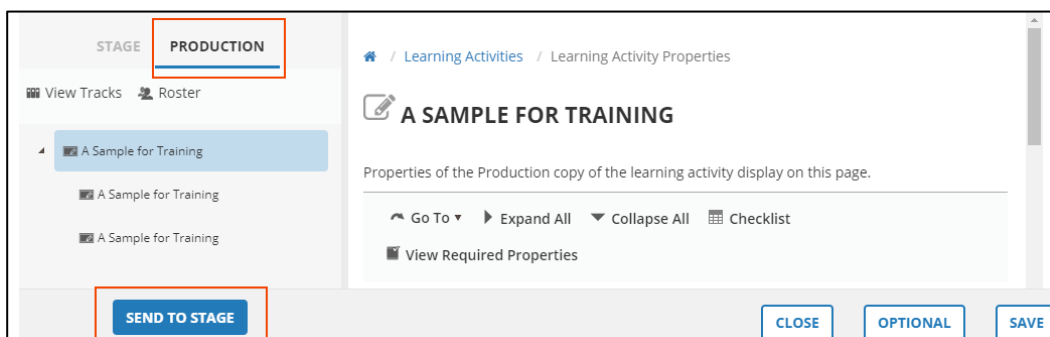 STAGE PRODUCTION
View Tracks Roster
A Sample for Training
A Sample for Training
A Sample for Training
SEND TO STAGE
/ Learning Activities / Learning Activity Properties
A SAMPLE FOR TRAINING
Properties of the Production copy of the learning activity display on this page.
Go To Expand All Collapse All Checklist
View Required Properties
CLOSE OPTIONAL SAVE